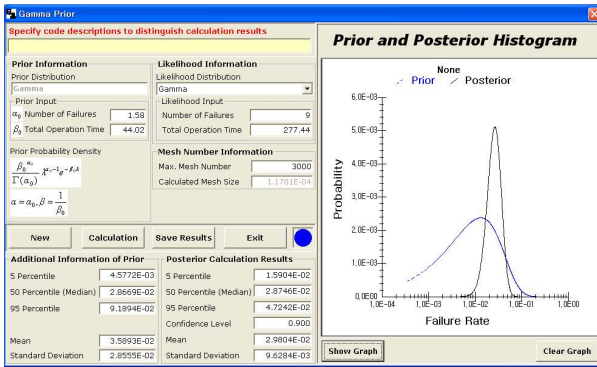 Gamma Prior
Specify code descriptions to distinguish calculation results
Prior Information
Prior Distribution
Gamma
Prior Input
α₀ Number of Failures 1.58
β₀ Total Operation Time 44.02
Prior Probability Density
β₀^α₀ / Γ(α₀) λ^α₀-1 e^-β₀λ
α = α₀, β = 1 / β₀
Likelihood Information
Likelihood Distribution
Gamma
Likelihood Input
Number of Failures 9
Total Operation Time 277.44
Mesh Number Information
Max. Mesh Number 3000
Calculated Mesh Size 1.1781E-04
New Calculation Save Results Exit
Additional Information of Prior
5 Percentile 4.5772E-03
50 Percentile (Median) 2.8669E-02
95 Percentile 9.1894E-02
Mean 3.5893E-02
Standard Deviation 2.8555E-02
Posterior Calculation Results
5 Percentile 1.5904E-02
50 Percentile (Median) 2.8746E-02
95 Percentile 4.7242E-02
Confidence Level 0.900
Mean 2.9804E-02
Standard Deviation 9.6284E-03
Prior and Posterior Histogram
None
Prior Posterior
Probability
6.0E-03
5.0E-03
4.0E-03
3.0E-03
2.0E-03
1.0E-03
0.0E00
1.0E-04 1.0E-03 1.0E-02 1.0E-01 1.0E00
Failure Rate
Show Graph Clear Graph